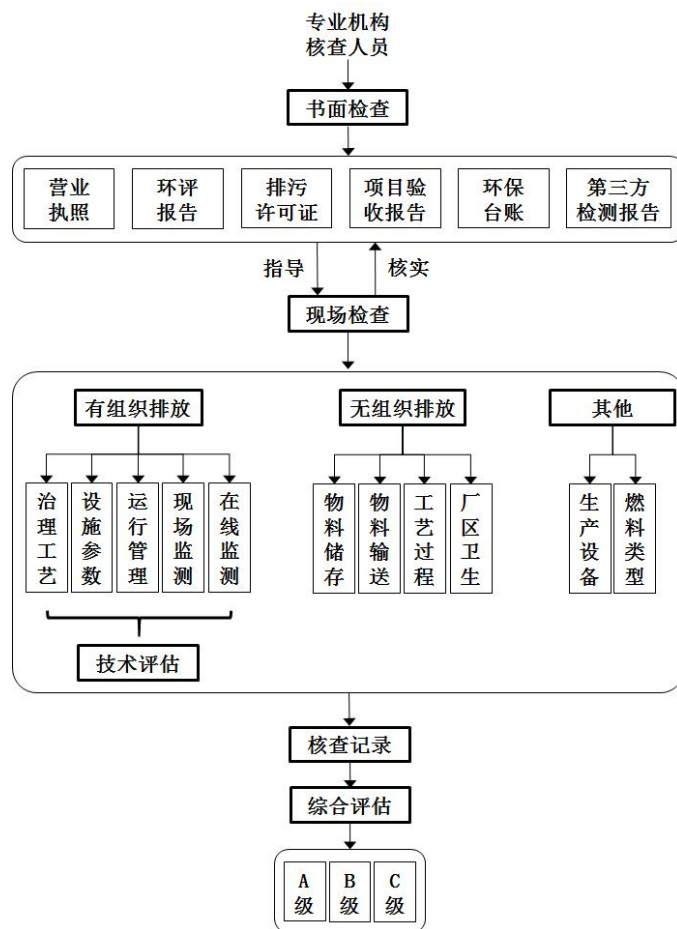 专业机构
核查人员
书面检查
营业
执照
环评
报告
排污
许可证
项目验
收报告
环保
台账
第三方
检测报告
指导
核实
现场检查
有组织排放
无组织排放
其他
治理工艺
设施参数
运行管理
现场监测
在线监测
物料储存
物料输送
工艺过程
厂区卫生
生产设备
燃料类型
技术评估
核查记录
综合评估
A
级
B
级
C
级